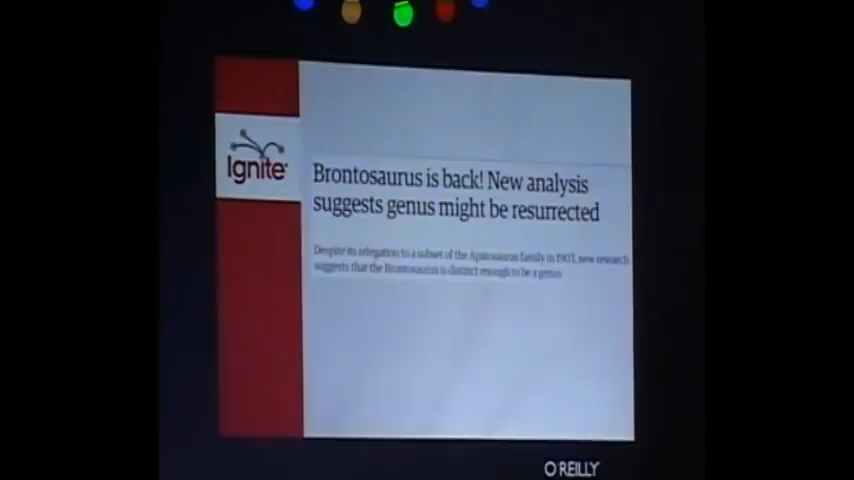 Ignite
Brontosaurus is back! New analysis
suggests genus might be resurrected
Despite its relegation to a subset of the Apatosaurus family in 1903, new research
suggests that the Brontosaurus is distinct enough to be a genus
O'REILLY